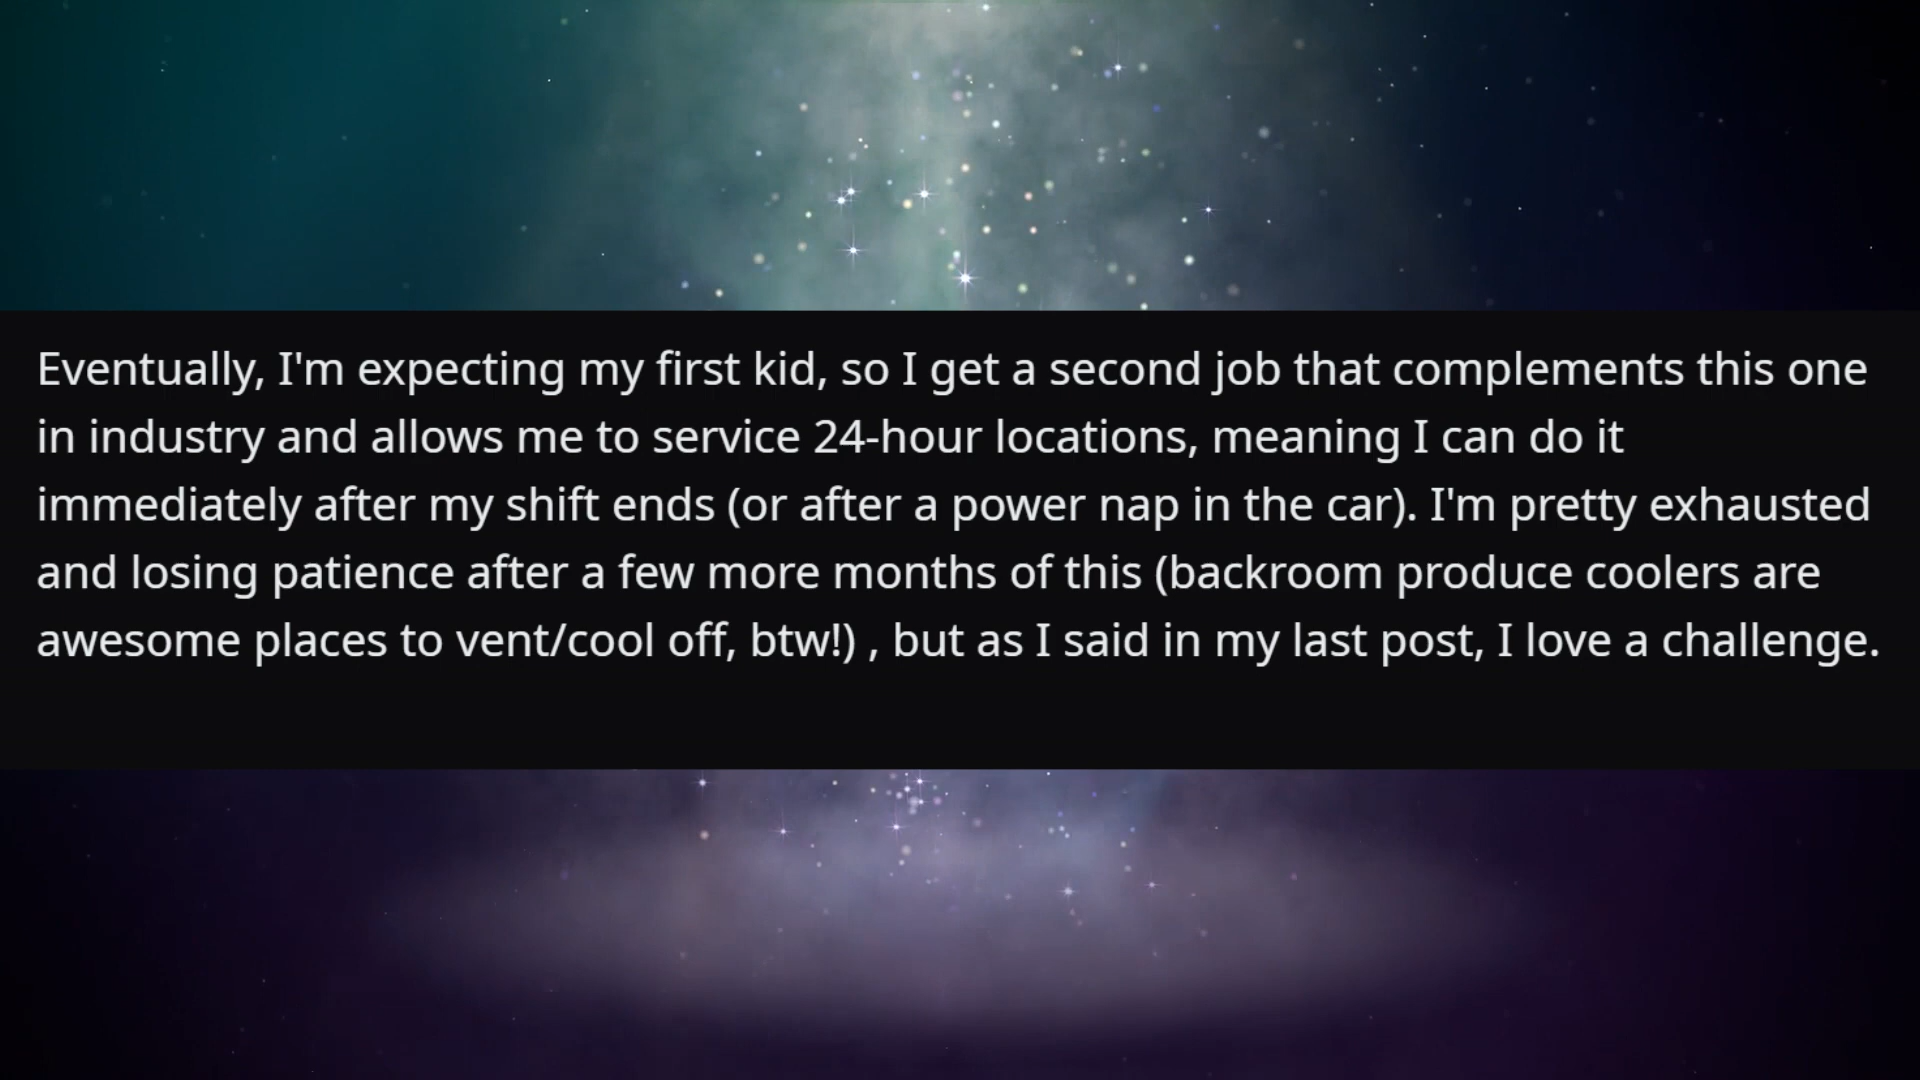 Eventually, I'm expecting my first kid, so I get a second job that complements this one
in industry and allows me to service 24-hour locations, meaning I can do it
immediately after my shift ends (or after a power nap in the car). I'm pretty exhausted
and losing patience after a few more months of this (backroom produce coolers are
awesome places to vent/cool off, btw!) , but as I said in my last post, I love a challenge.